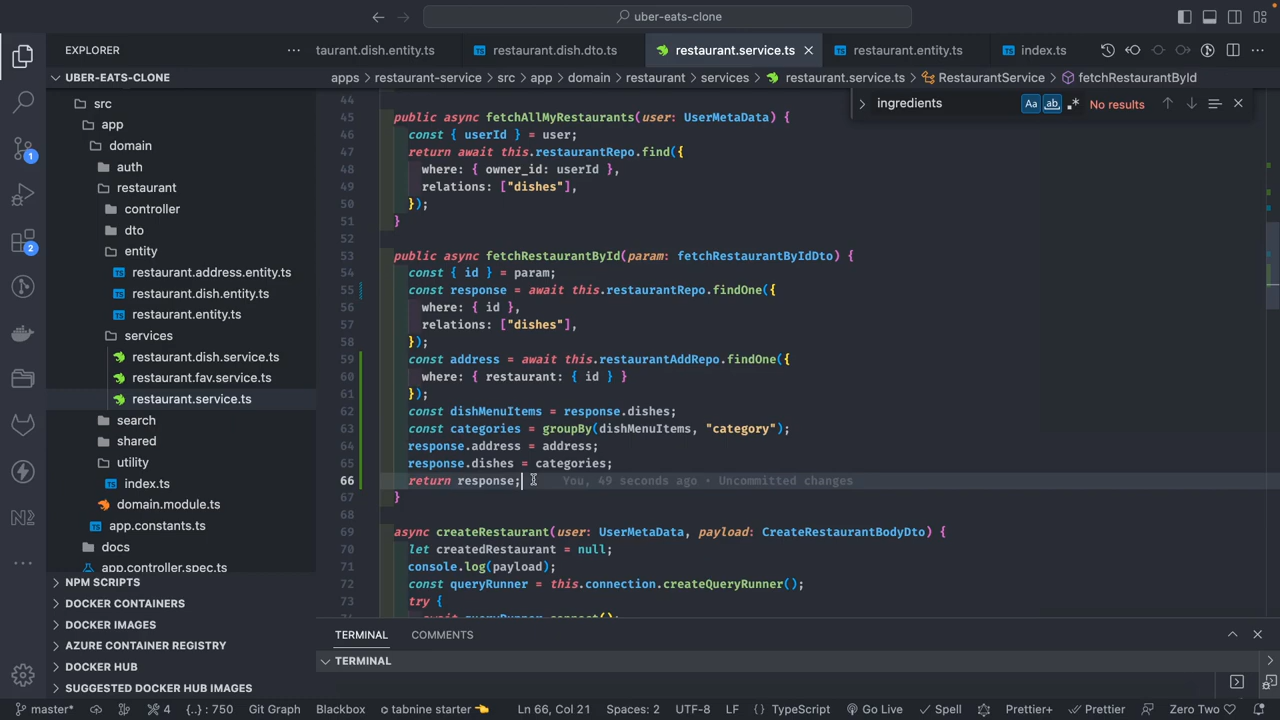 uber-eats-clone
EXPLORER
taurant.dish.entity.ts
restaurant.dish.dto.ts
restaurant.service.ts
restaurant.entity.ts
index.ts
UBER-EATS-CLONE
apps > restaurant-service > src > app > domain > restaurant > services > restaurant.service.ts > RestaurantService > fetchRestaurantById
ingredients
Aa
ab
No results
src
app
domain
auth
restaurant
controller
dto
entity
restaurant.address.entity.ts
restaurant.dish.entity.ts
restaurant.entity.ts
services
restaurant.dish.service.ts
restaurant.fav.service.ts
restaurant.service.ts
search
shared
utility
index.ts
domain.module.ts
app.constants.ts
docs
app.controller.spec.ts
NPM SCRIPTS
DOCKER CONTAINERS
DOCKER IMAGES
AZURE CONTAINER REGISTRY
DOCKER HUB
SUGGESTED DOCKER HUB IMAGES
1
2
44
45 public async fetchAllMyRestaurants(user: UserMetaData) {
46 const { userId } = user;
47 return await this.restaurantRepo.find({
48 where: { owner_id: userId },
49 relations: ["dishes"],
50 });
51 }
52
53 public async fetchRestaurantById(param: fetchRestaurantByIdDto) {
54 const { id } = param;
55 const response = await this.restaurantRepo.findOne({
56 where: { id },
57 relations: ["dishes"],
58 });
59 const address = await this.restaurantAddRepo.findOne({
60 where: { restaurant: { id } }
61 });
62 const dishMenuItems = response.dishes;
63 const categories = groupBy(dishMenuItems, "category");
64 response.address = address;
65 response.dishes = categories;
66 return response; You, 49 seconds ago • Uncommitted changes
67 }
68
69 async createRestaurant(user: UserMetaData, payload: CreateRestaurantBodyDto) {
70 let createdRestaurant = null;
71 console.log(payload);
72 const queryRunner = this.connection.createQueryRunner();
73 try {
TERMINAL
COMMENTS
TERMINAL
master*
4
{..} : 750
Git Graph
Blackbox
tabnine starter
Ln 66, Col 21
Spaces: 2
UTF-8
LF
{} TypeScript
Go Live
Spell
Prettier+
Prettier
Zero Two